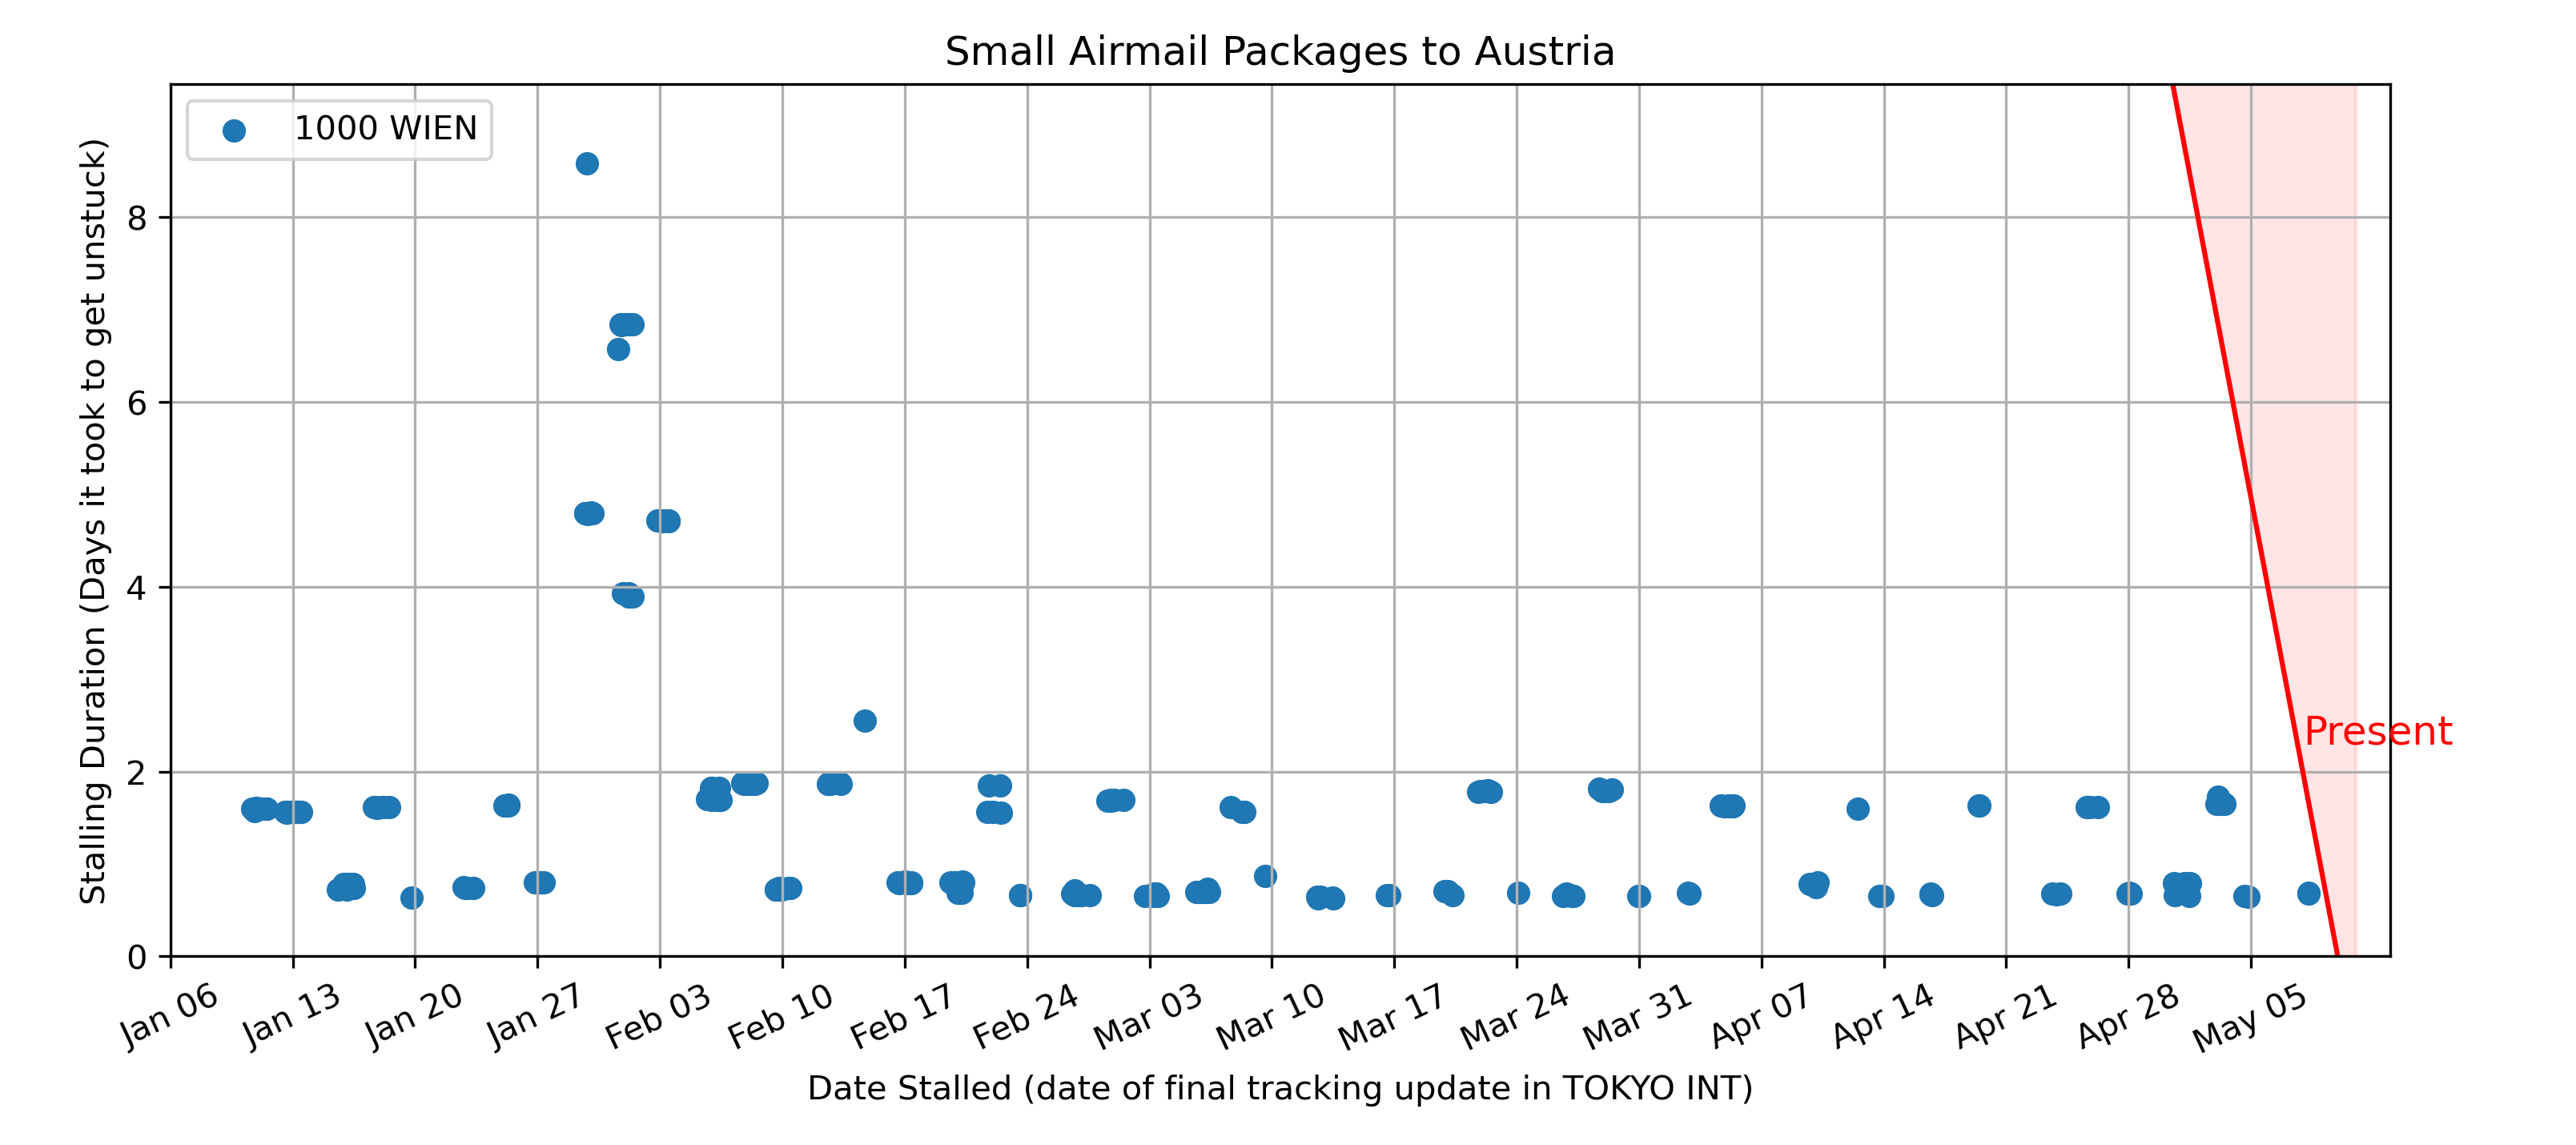 Small Airmail Packages to Austria
1000 WIEN
Stalling Duration (Days it took to get unstuck)
8
6
4
2
0
Present
Jan 06
Jan 13
Jan 20
Jan 27
Feb 03
Feb 10
Feb 17
Feb 24
Mar 03
Mar 10
Mar 17
Mar 24
Mar 31
Apr 07
Apr 14
Apr 21
Apr 28
May 05
Date Stalled (date of final tracking update in TOKYO INT)